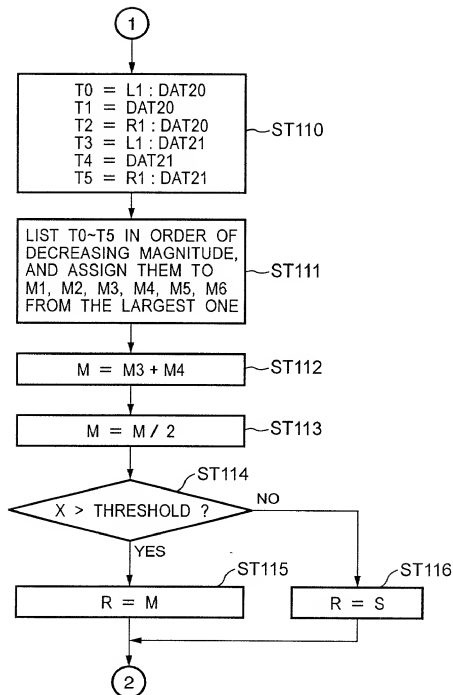 1
T0 = L1 : DAT20
T1 = DAT20
T2 = R1 : DAT20
T3 = L1 : DAT21
T4 = DAT21
T5 = R1 : DAT21
ST110
LIST T0~T5 IN ORDER OF
DECREASING MAGNITUDE,
AND ASSIGN THEM TO
M1, M2, M3, M4, M5, M6
FROM THE LARGEST ONE
ST111
M = M3 + M4
ST112
M = M / 2
ST113
ST114
X > THRESHOLD ?
NO
YES
ST115
R = M
ST116
R = S
2